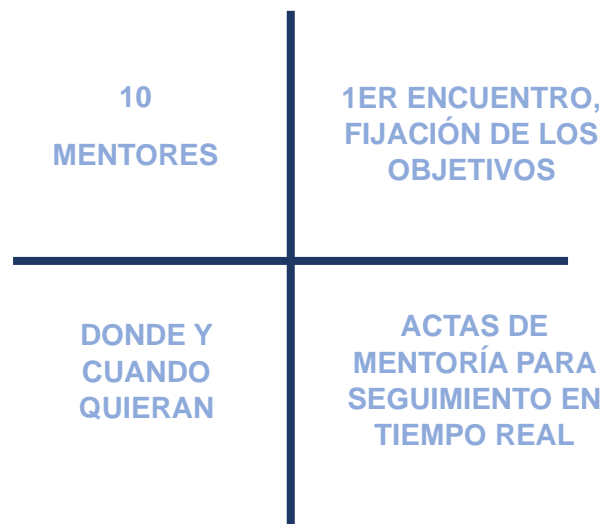 10
MENTORES
1ER ENCUENTRO,
FIJACIÓN DE LOS
OBJETIVOS
DONDE Y
CUANDO
QUIERAN
ACTAS DE
MENTORÍA PARA
SEGUIMIENTO EN
TIEMPO REAL